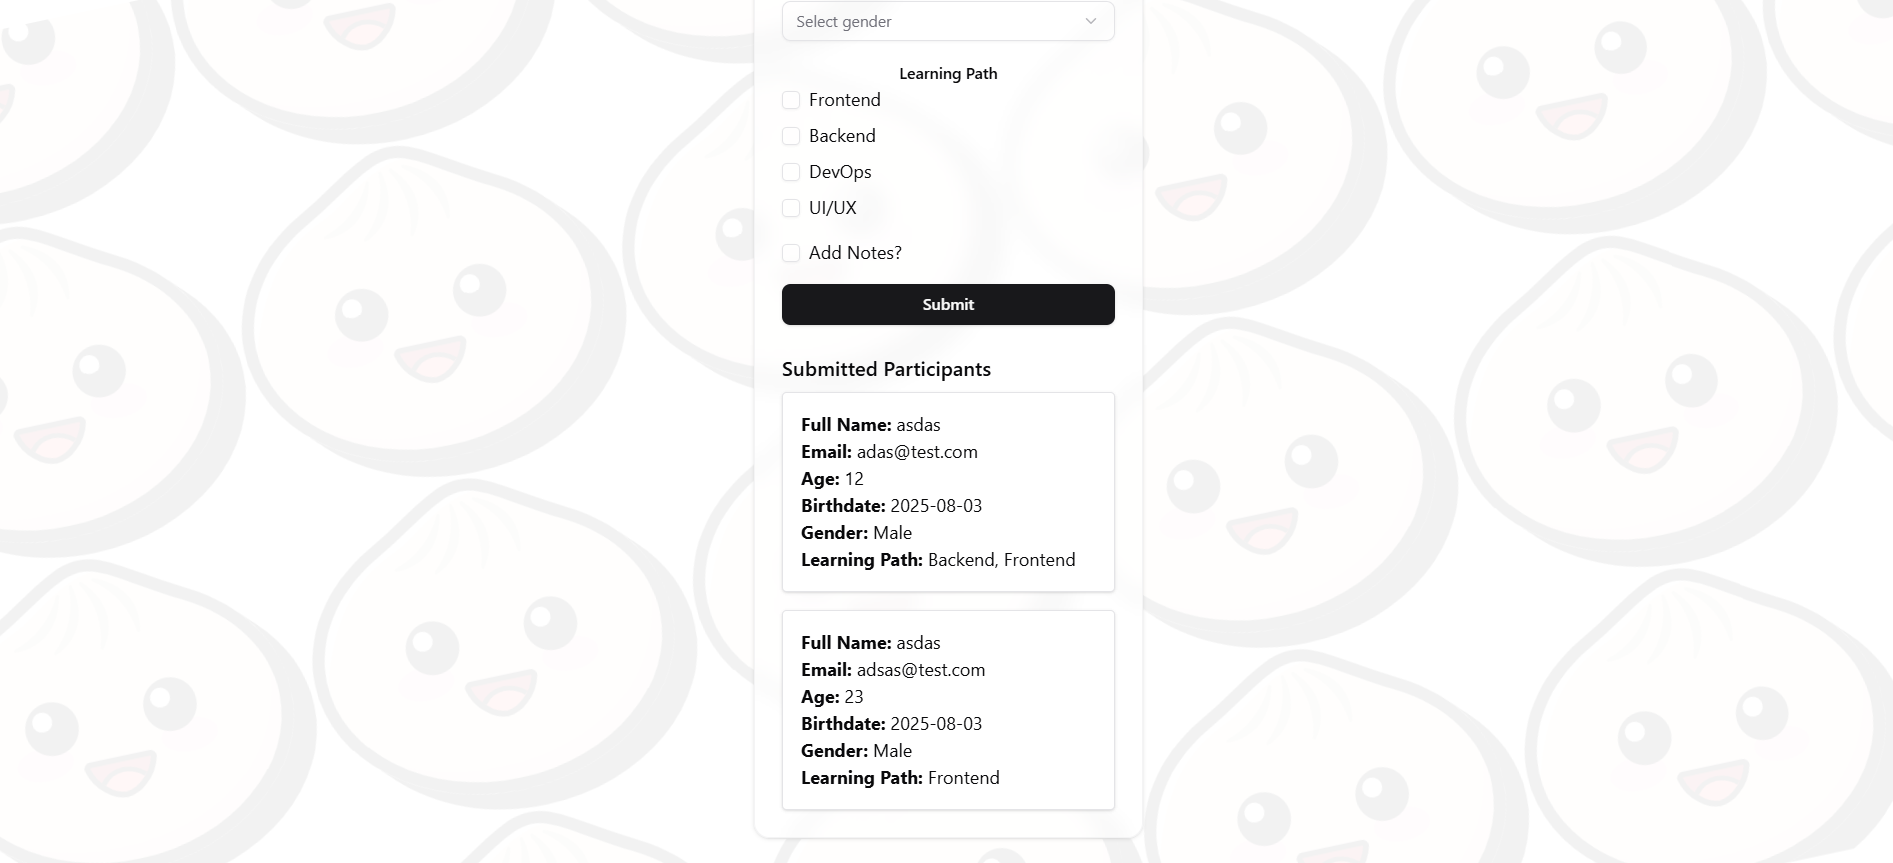 Select gender
Learning Path
Frontend
Backend
DevOps
UI/UX
Add Notes?
Submit
Submitted Participants
Full Name: asdas
Email: adas@test.com
Age: 12
Birthdate: 2025-08-03
Gender: Male
Learning Path: Backend, Frontend
Full Name: asdas
Email: adsas@test.com
Age: 23
Birthdate: 2025-08-03
Gender: Male
Learning Path: Frontend